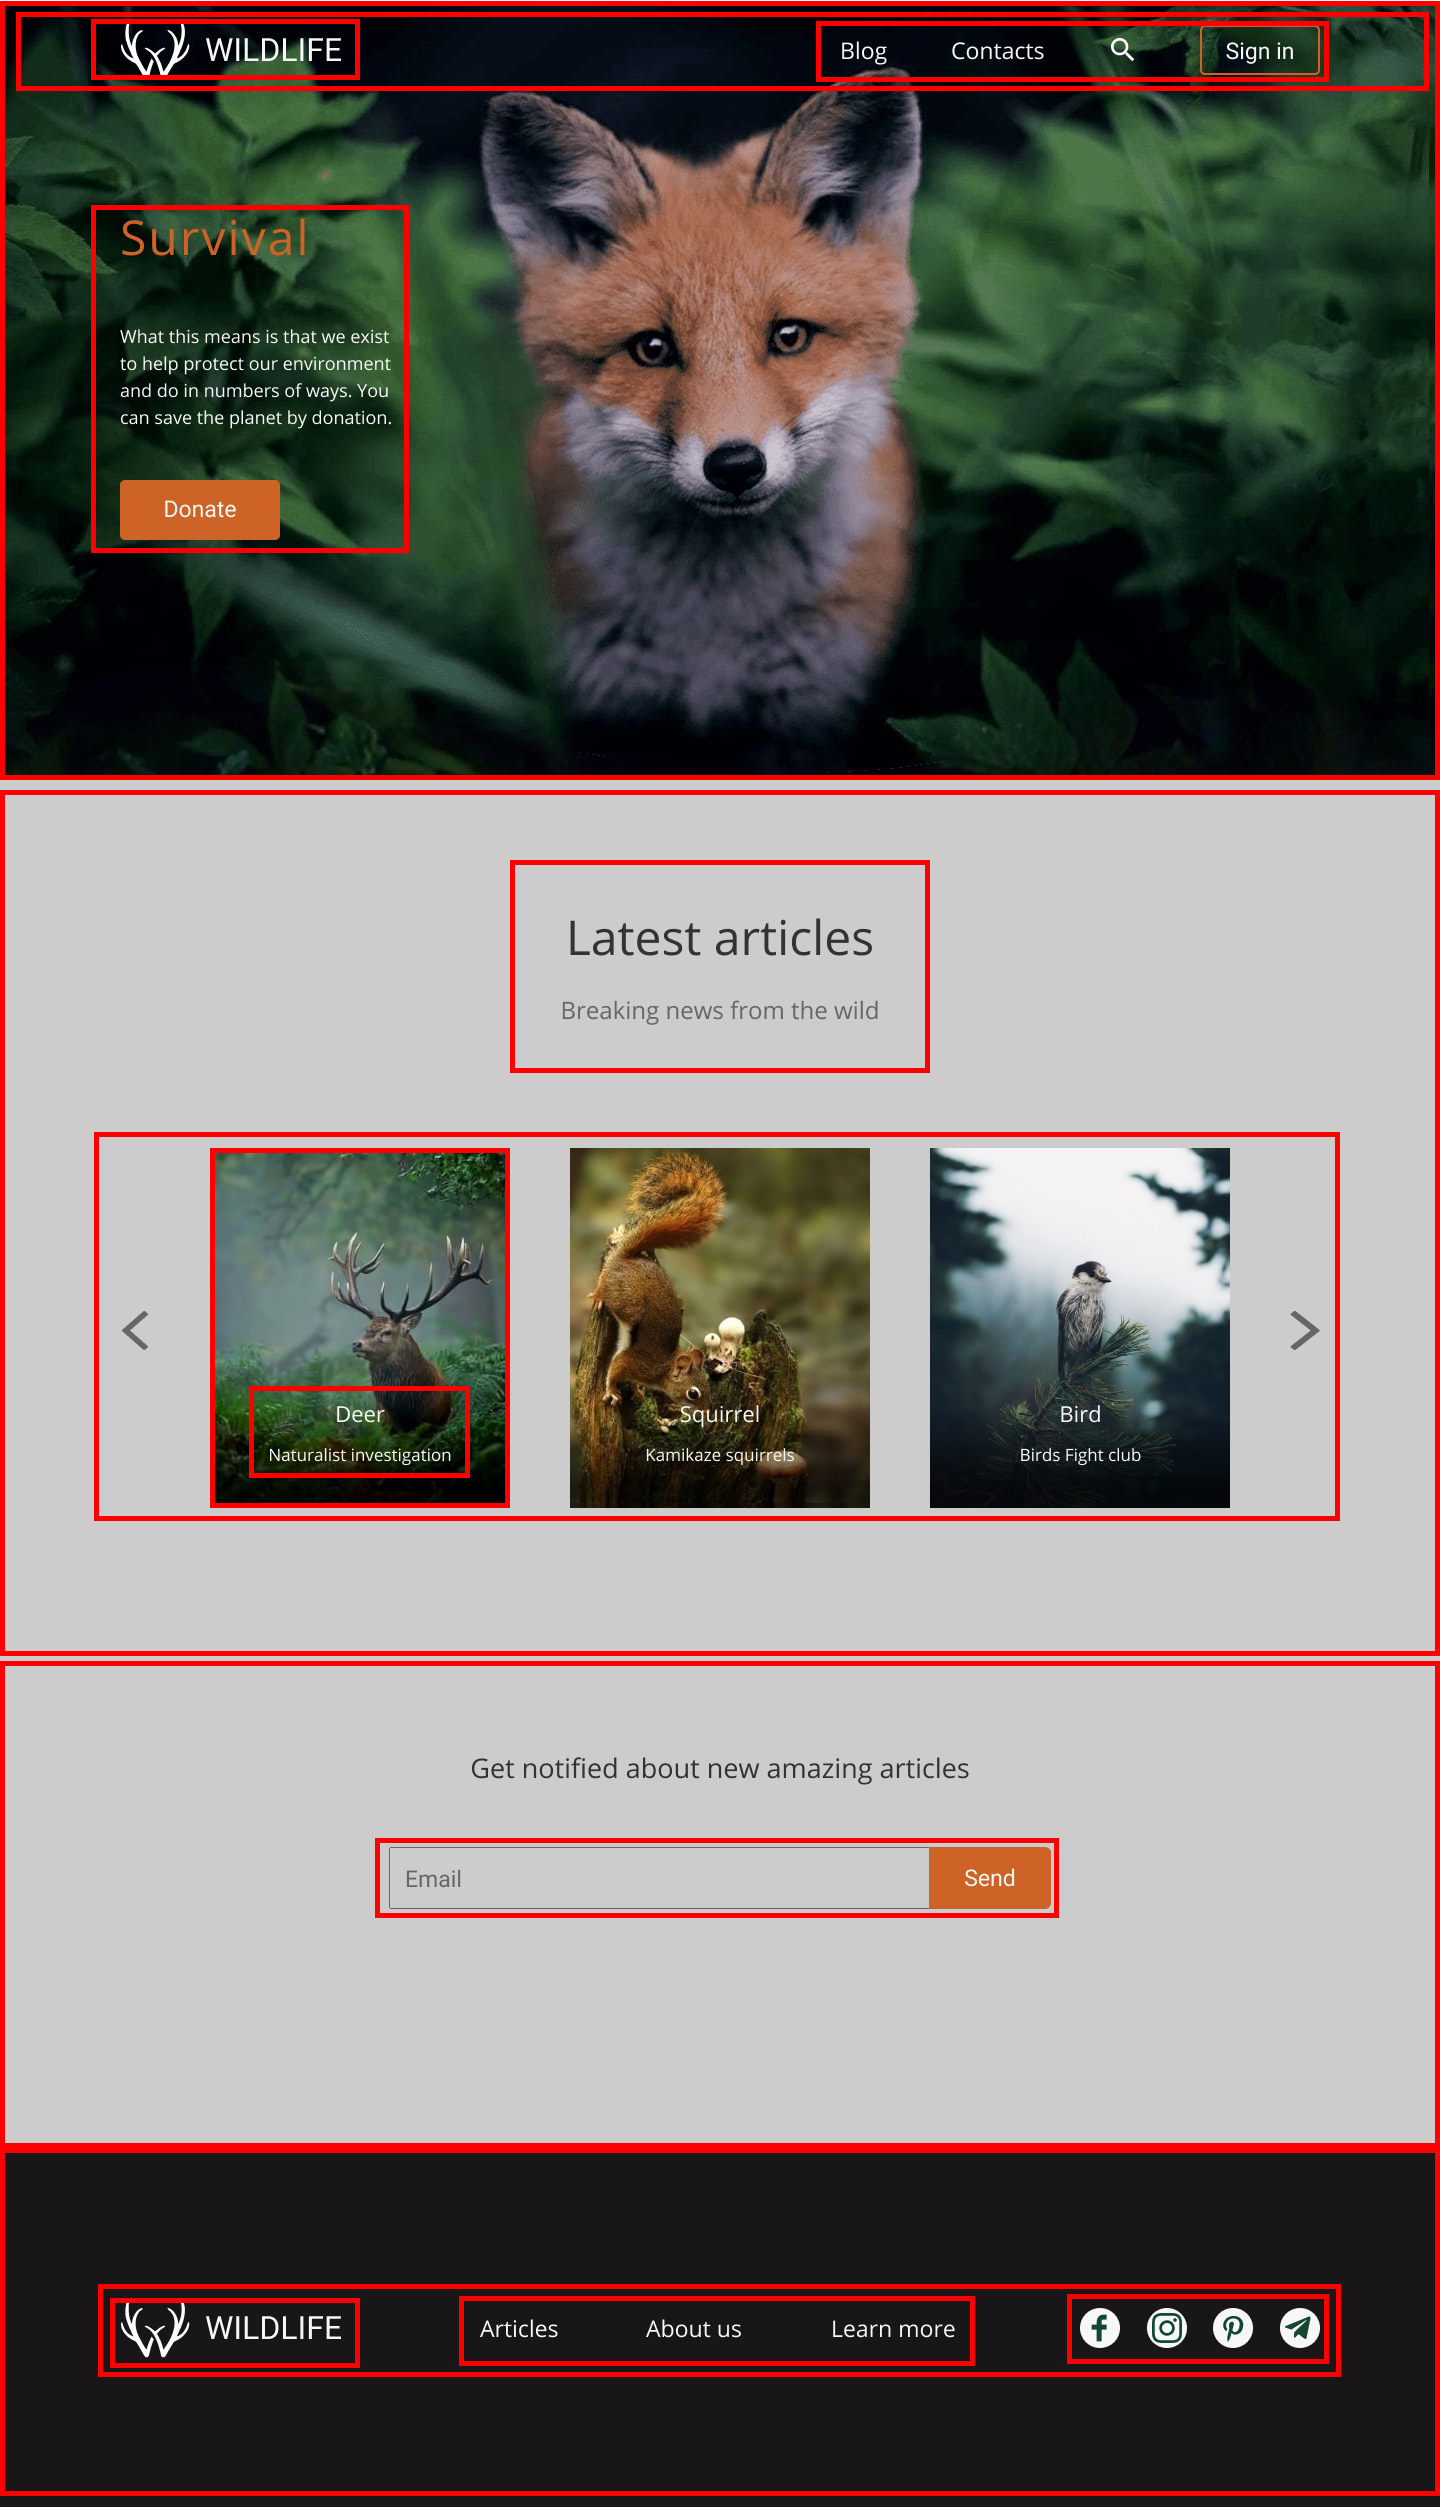 WILDLIFE
Blog
Contacts
Sign in
Survival
What this means is that we exist
to help protect our environment
and do in numbers of ways. You
can save the planet by donation.
Donate
Latest articles
Breaking news from the wild
Deer
Naturalist investigation
Squirrel
Kamikaze squirrels
Bird
Birds Fight club
Get notified about new amazing articles
Email
Send
WILDLIFE
Articles
About us
Learn more